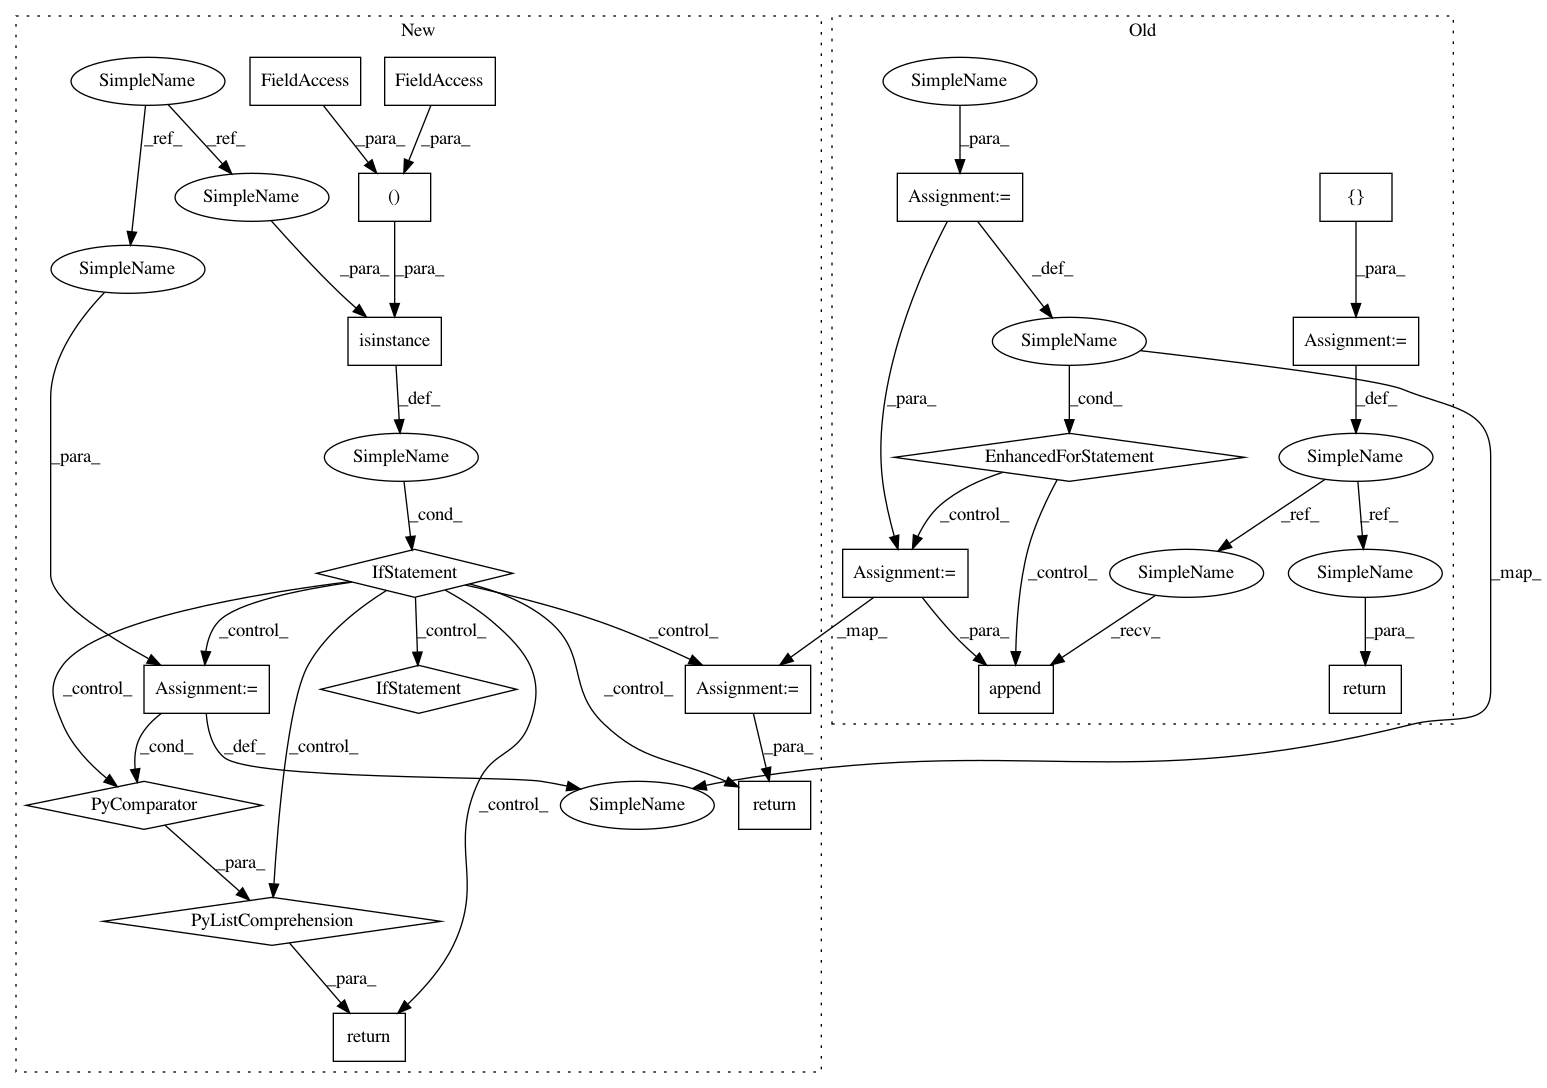 New
Old
SimpleName
FieldAccess
FieldAccess
SimpleName
_ref_
_ref_
_para_
_para_
_para_
SimpleName
()
Assignment:=
{}
SimpleName
_para_
_para_
_def_
_para_
isinstance
SimpleName
Assignment:=
_def_
_para_
_cond_
_def_
_para_
SimpleName
EnhancedForStatement
SimpleName
_cond_
_control_
_ref_
_ref_
IfStatement
Assignment:=
_control_
SimpleName
SimpleName
_map_
_control_
_control_
_control_
_map_
_para_
_recv_
_para_
_control_
Assignment:=
IfStatement
_control_
Assignment:=
append
return
_cond_
_def_
_control_
_para_
PyComparator
_control_
SimpleName
return
_para_
PyListComprehension
_para_
return